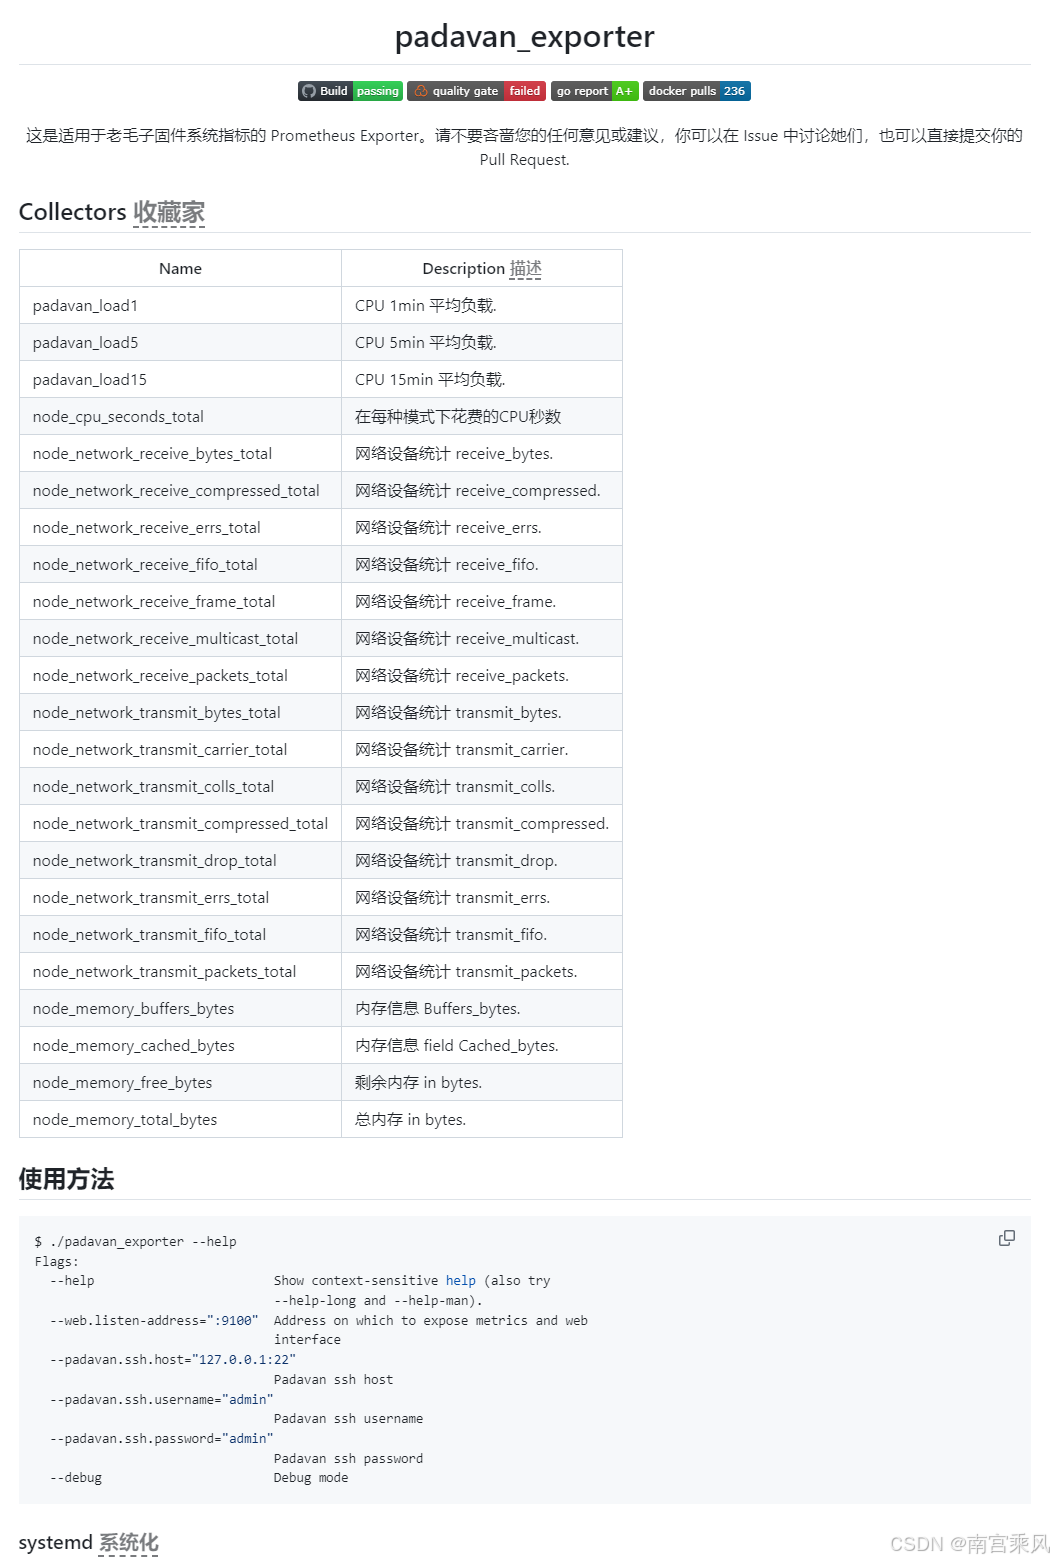 padavan_exporter
Build passing quality gate failed go report A+ docker pulls 236
这是适用于老毛子固件系统指标的 Prometheus Exporter。请不要吝啬您的任何意见或建议，你可以在 Issue 中讨论她们，也可以直接提交你的
Pull Request.
Collectors 收藏家
Name Description 描述
padavan_load1 CPU 1min 平均负载.
padavan_load5 CPU 5min 平均负载.
padavan_load15 CPU 15min 平均负载.
node_cpu_seconds_total 在每种模式下花费的CPU秒数
node_network_receive_bytes_total 网络设备统计 receive_bytes.
node_network_receive_compressed_total 网络设备统计 receive_compressed.
node_network_receive_errs_total 网络设备统计 receive_errs.
node_network_receive_fifo_total 网络设备统计 receive_fifo.
node_network_receive_frame_total 网络设备统计 receive_frame.
node_network_receive_multicast_total 网络设备统计 receive_multicast.
node_network_receive_packets_total 网络设备统计 receive_packets.
node_network_transmit_bytes_total 网络设备统计 transmit_bytes.
node_network_transmit_carrier_total 网络设备统计 transmit_carrier.
node_network_transmit_colls_total 网络设备统计 transmit_colls.
node_network_transmit_compressed_total 网络设备统计 transmit_compressed.
node_network_transmit_drop_total 网络设备统计 transmit_drop.
node_network_transmit_errs_total 网络设备统计 transmit_errs.
node_network_transmit_fifo_total 网络设备统计 transmit_fifo.
node_network_transmit_packets_total 网络设备统计 transmit_packets.
node_memory_buffers_bytes 内存信息 Buffers_bytes.
node_memory_cached_bytes 内存信息 field Cached_bytes.
node_memory_free_bytes 剩余内存 in bytes.
node_memory_total_bytes 总内存 in bytes.
使用方法
$ ./padavan_exporter --help
Flags:
--help Show context-sensitive help (also try
--help-long and --help-man).
--web.listen-address=":9100" Address on which to expose metrics and web
interface
--padavan.ssh.host="127.0.0.1:22"
Padavan ssh host
--padavan.ssh.username="admin"
Padavan ssh username
--padavan.ssh.password="admin"
Padavan ssh password
--debug Debug mode
systemd 系统化
CSDN @南宫乘风